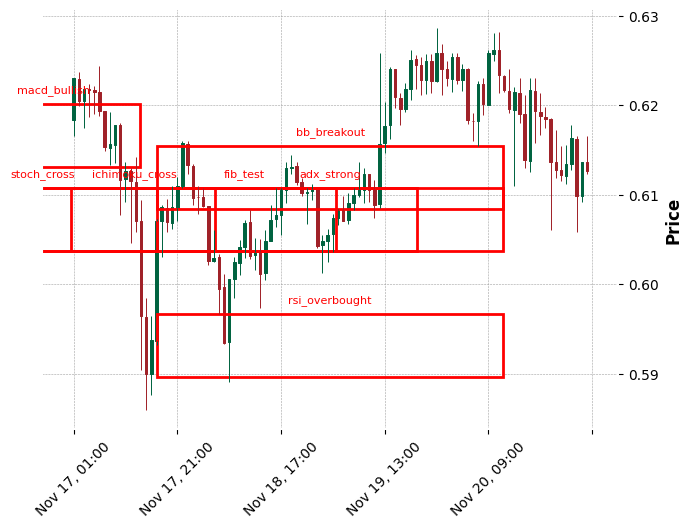 0.63
macd_bullish
0.62
bb_breakout
stoch_cross
ichimoku_cross
fib_test
adx_strong
0.61
Price
0.60
rsi_overbought
0.59
Nov 17, 01:00
Nov 17, 21:00
Nov 18, 17:00
Nov 19, 13:00
Nov 20, 09:00